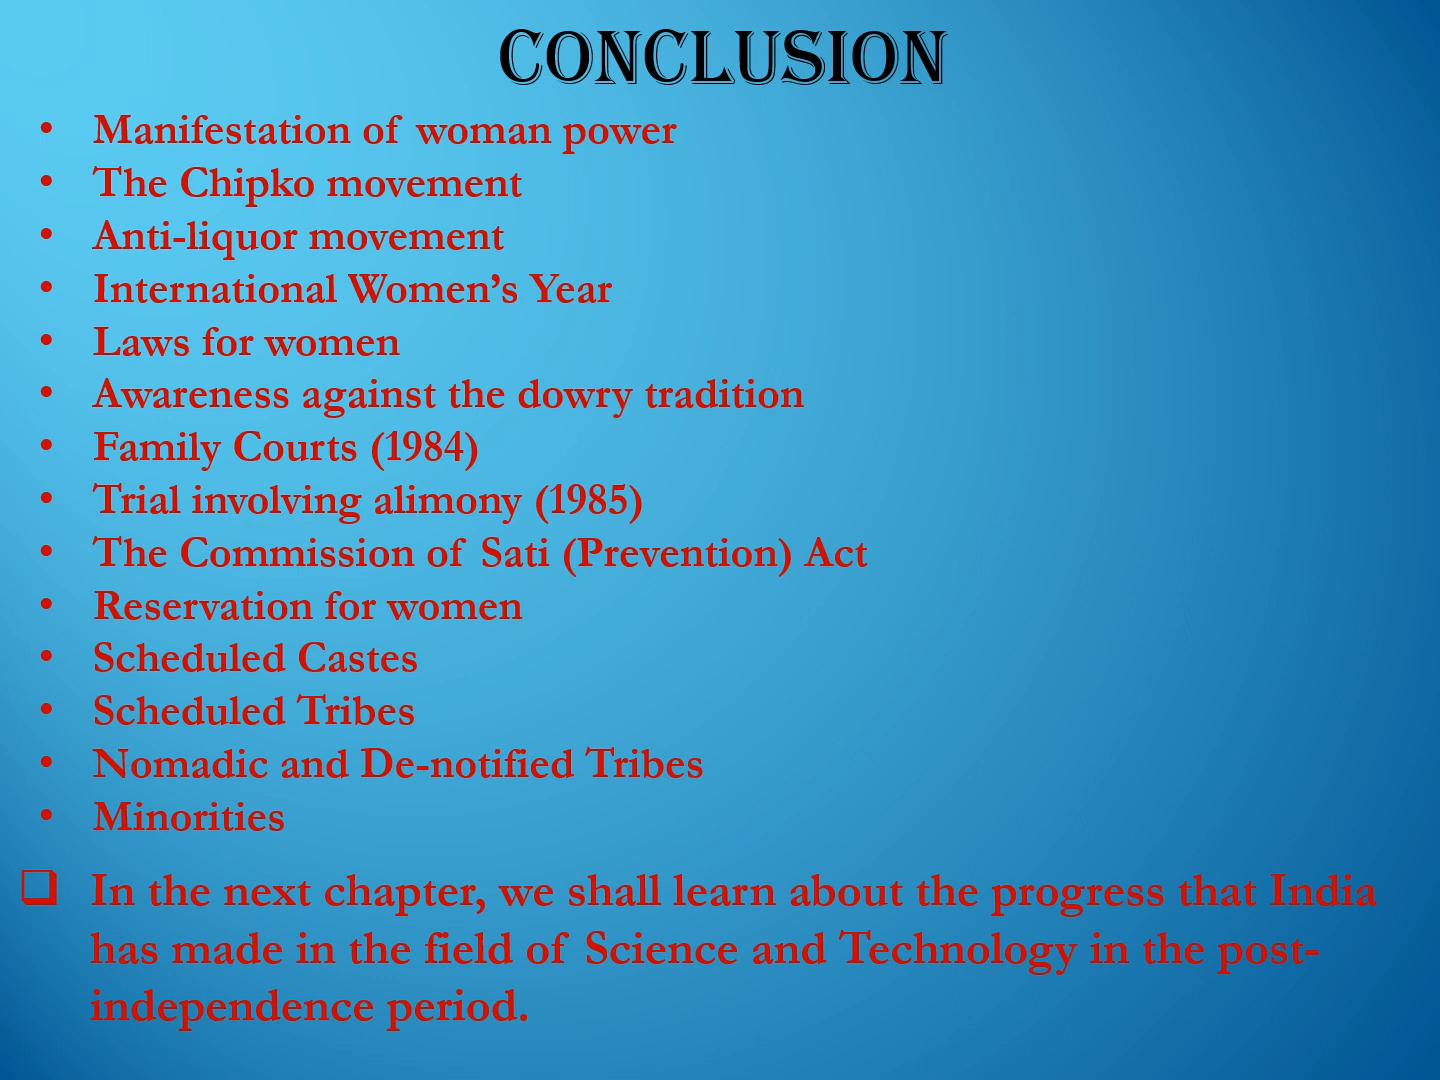 CONCLUSION
• Manifestation of woman power
• The Chipko movement
• Anti-liquor movement
• International Women’s Year
• Laws for women
• Awareness against the dowry tradition
• Family Courts (1984)
• Trial involving alimony (1985)
• The Commission of Sati (Prevention) Act
• Reservation for women
• Scheduled Castes
• Scheduled Tribes
• Nomadic and De-notified Tribes
• Minorities
❑ In the next chapter, we shall learn about the progress that India
has made in the field of Science and Technology in the post-
independence period.